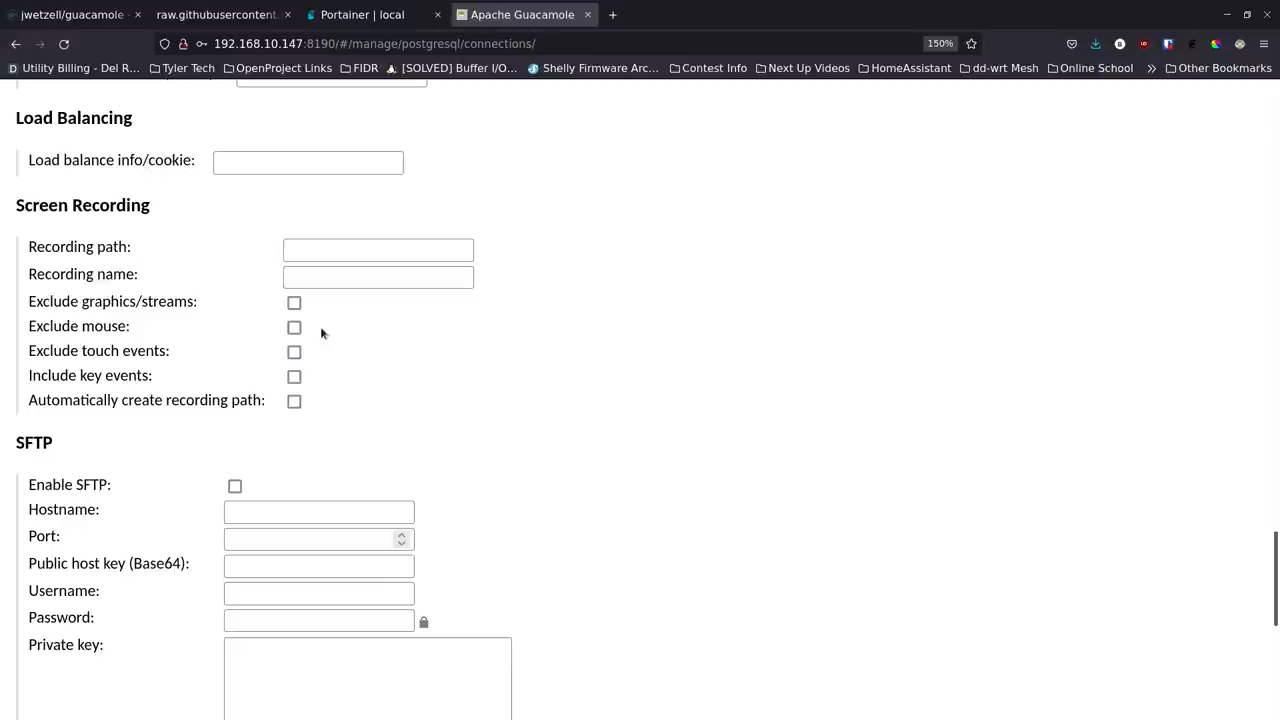 jwetzell/guacamole -
raw.githubusercontent.
Portainer | local
Apache Guacamole
192.168.10.147:8190/#/manage/postgresql/connections/
150%
Utility Billing - Del R...
Tyler Tech
OpenProject Links
FIDR
[SOLVED] Buffer I/O...
Shelly Firmware Arc...
Contest Info
Next Up Videos
HomeAssistant
dd-wrt Mesh
Online School
Other Bookmarks
Load Balancing
Load balance info/cookie:
Screen Recording
Recording path:
Recording name:
Exclude graphics/streams:
Exclude mouse:
Exclude touch events:
Include key events:
Automatically create recording path:
SFTP
Enable SFTP:
Hostname:
Port:
Public host key (Base64):
Username:
Password:
Private key: